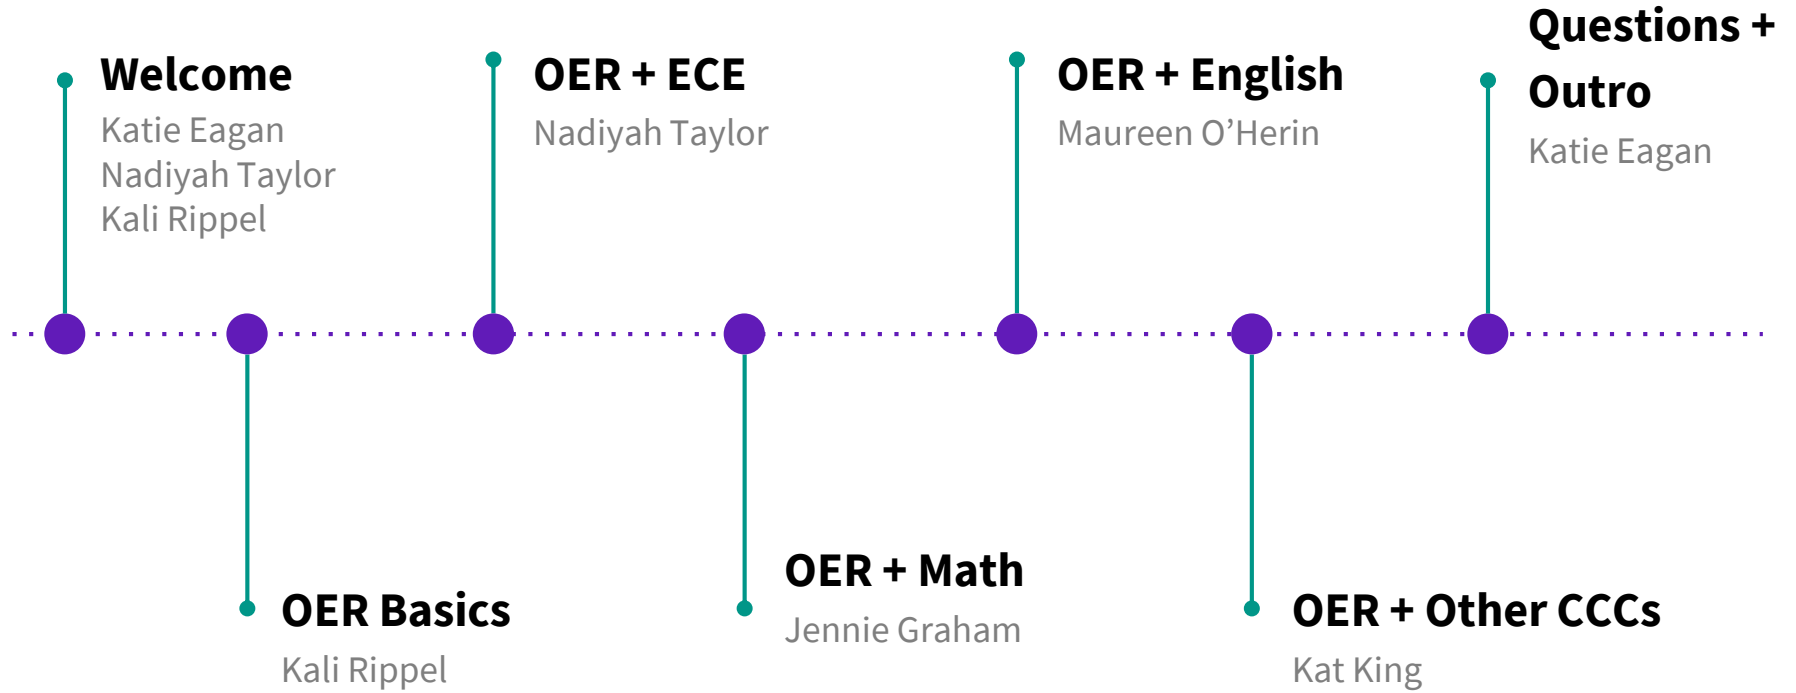 Welcome
Katie Eagan
Nadiyah Taylor
Kali Rippel
OER Basics
Kali Rippel
OER + ECE
Nadiyah Taylor
OER + Math
Jennie Graham
OER + English
Maureen O’Herin
OER + Other CCCs
Kat King
Questions +
Outro
Katie Eagan